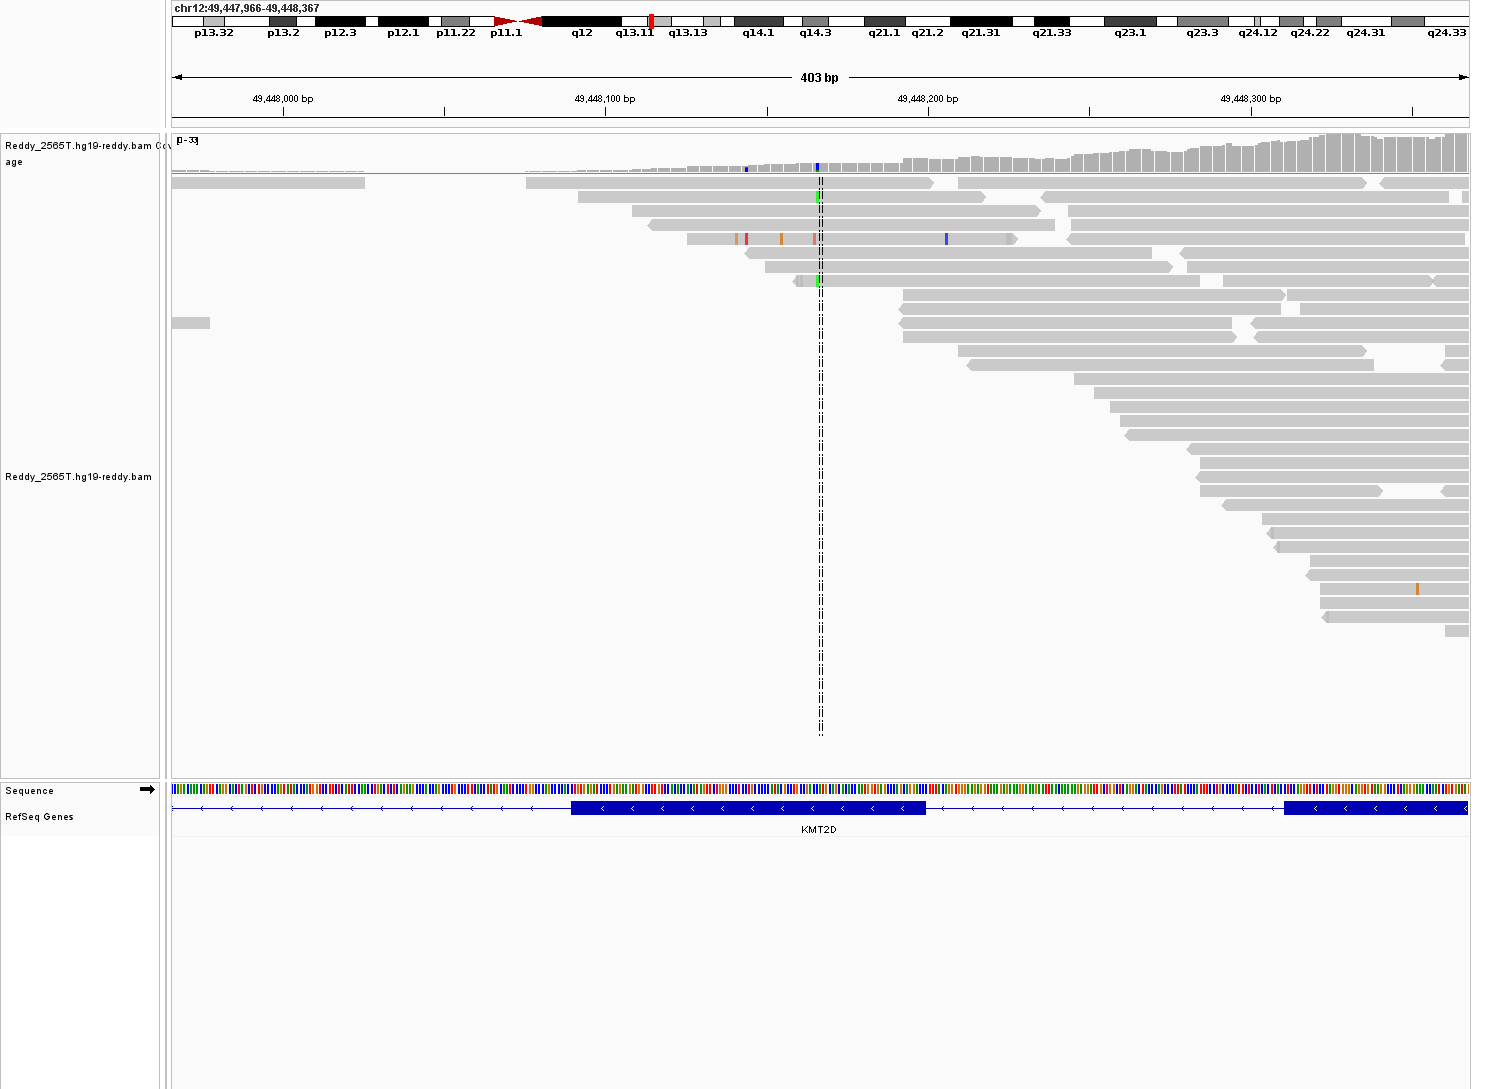 chr12:49,447,966-49,448,367
p13.32 p13.2 p12.3 p12.1 p11.22 p11.1 q12 q13.11 q13.13 q14.1 q14.3 q21.1 q21.2 q21.31 q21.33 q23.1 q23.3 q24.12 q24.22 q24.31 q24.33
403 bp
49,448,000 bp 49,448,100 bp 49,448,200 bp 49,448,300 bp
Reddy_2565T.hg19-reddy.bam Cov
age
[0-33]
Reddy_2565T.hg19-reddy.bam
Sequence
RefSeq Genes
KMT2D